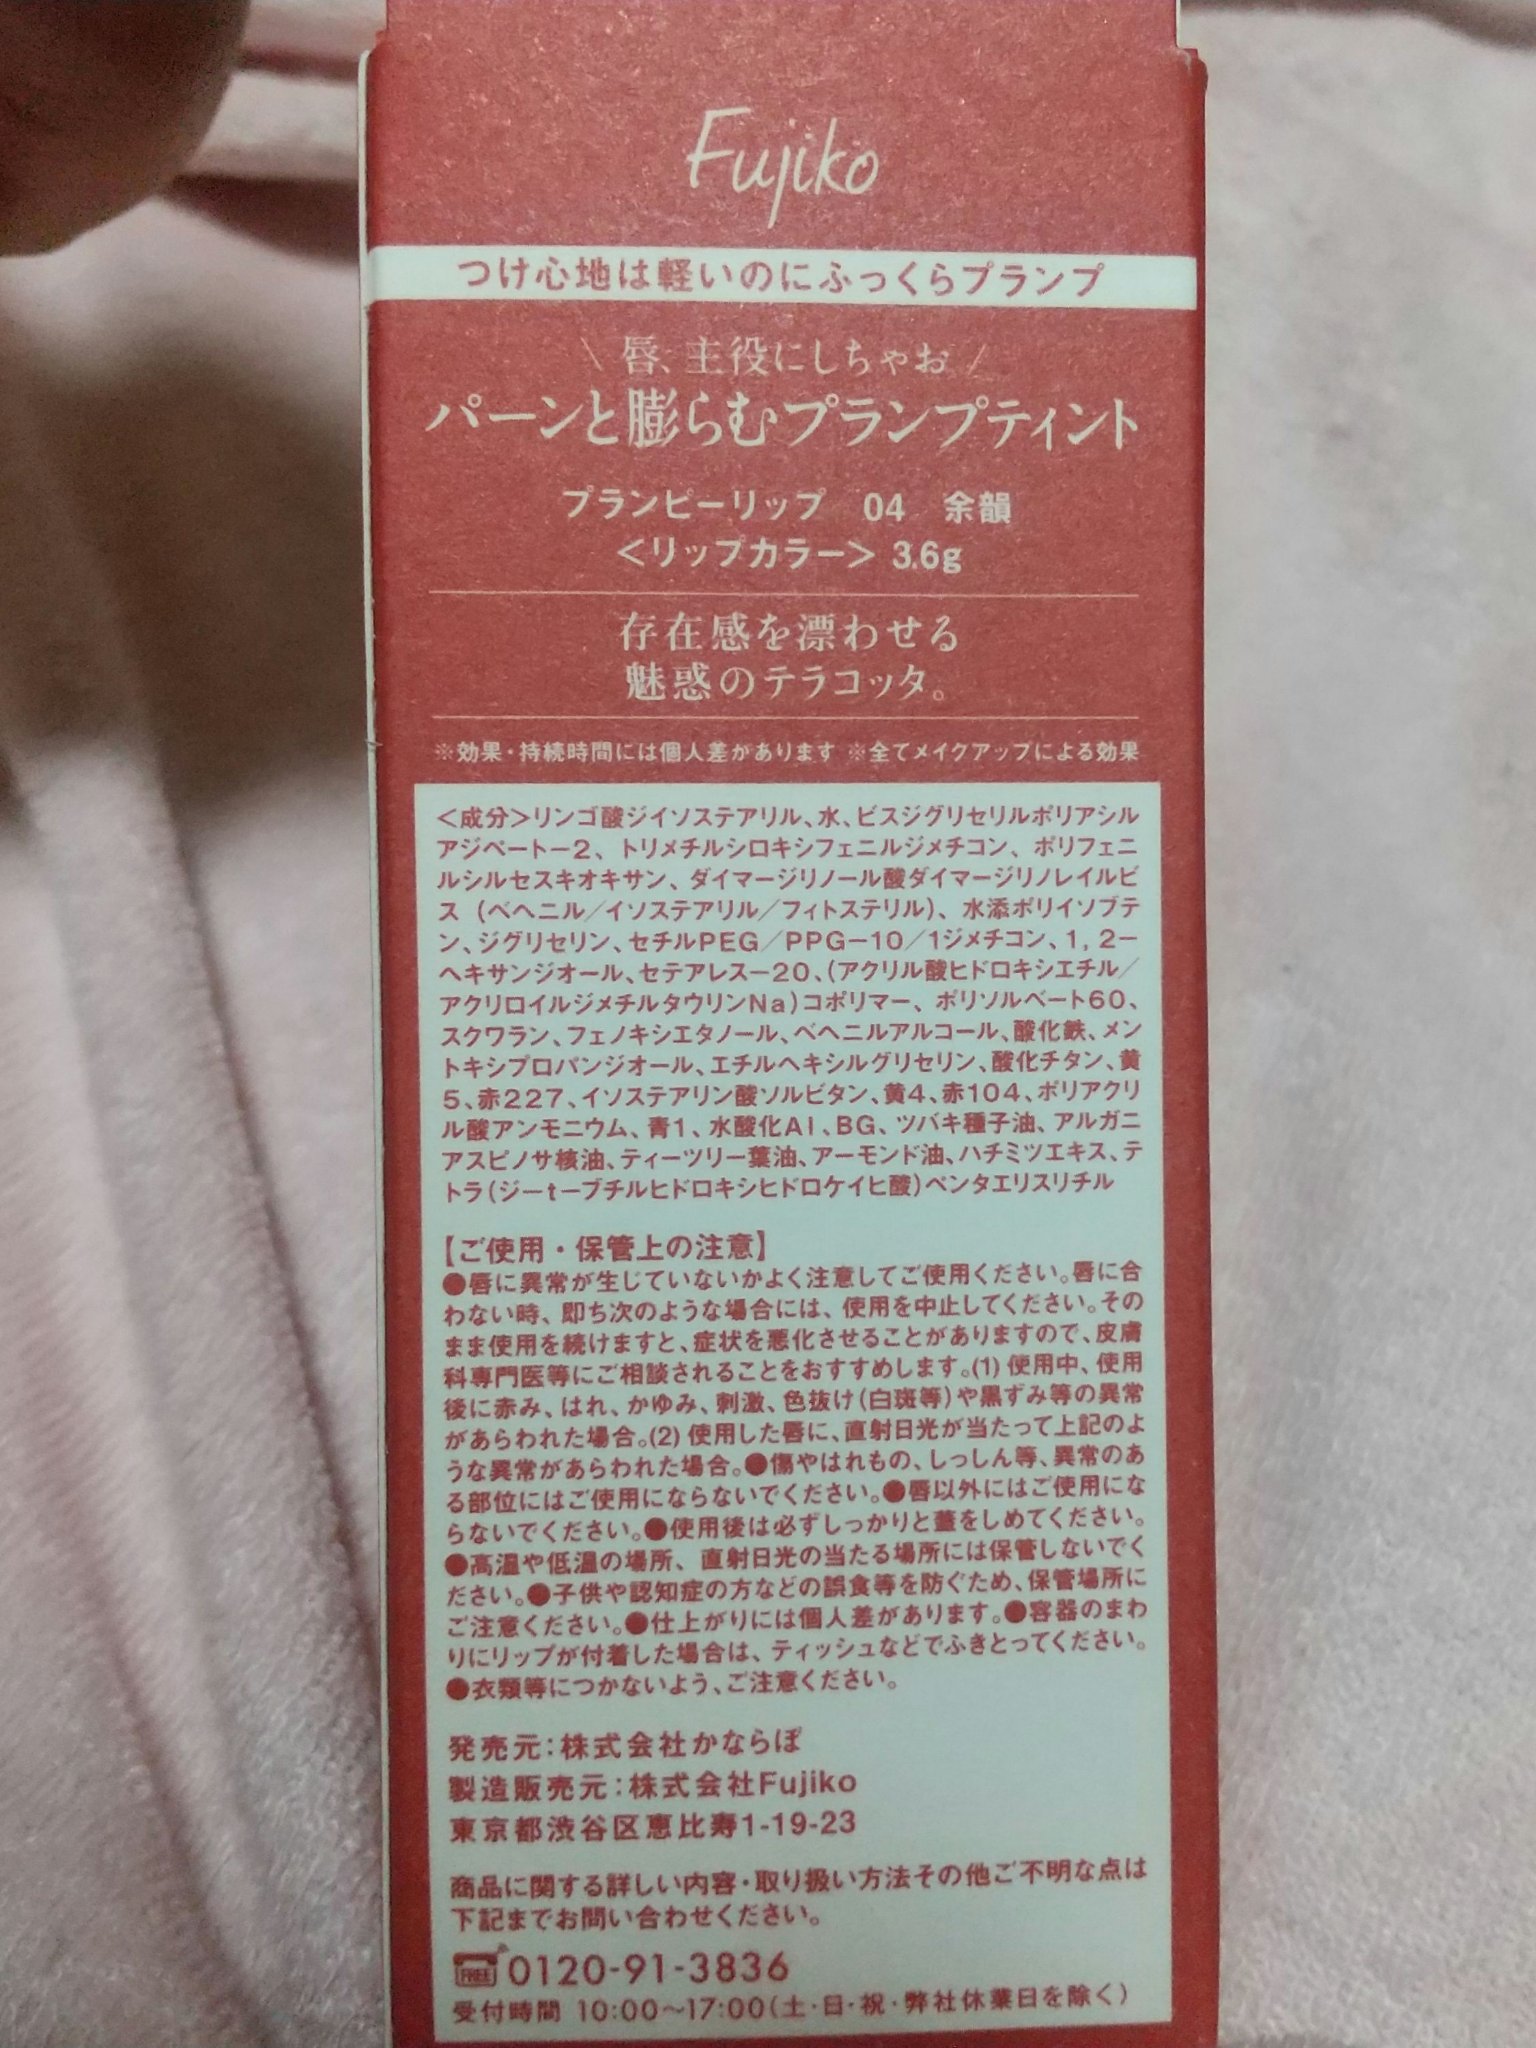 Fujiko
つけ心地は軽いのにふっくらプランプ
\ 唇、主役にしちゃお /
パーンと膨らむプランプティント
プランピーリップ 04 余韻
＜リップカラー＞ 3.6g
存在感を漂わせる
魅惑のテラコッタ。
※効果・持続時間には個人差があります ※全てメイクアップによる効果
＜成分＞リンゴ酸ジイソステアリル、水、ビスジグリセリルポリアシル
アジペート－2、トリメチルシロキシフェニルジメチコン、ポリフェニ
ルシルセスキオキサン、ダイマージリノール酸ダイマージリノレイルビ
ス（ベヘニル／イソステアリル／フィトステリル）、水添ポリイソブテ
ン、ジグリセリン、セチルPEG／PPG－10／1ジメチコン、1，2－
ヘキサンジオール、セテアレス－20、（アクリル酸ヒドロキシエチル／
アクリロイルジメチルタウリンNa）コポリマー、ポリソルベート60、
スクワラン、フェノキシエタノール、ベヘニルアルコール、酸化鉄、メン
トキシプロパンジオール、エチルヘキシルグリセリン、酸化チタン、黄
5、赤227、イソステアリン酸ソルビタン、黄4、赤104、ポリアクリ
ル酸アンモニウム、青1、水酸化Al、BG、ツバキ種子油、アルガニ
アスピノサ核油、ティーツリー葉油、アーモンド油、ハチミツエキス、テ
トラ（ジーｔーブチルヒドロキシヒドロケイヒ酸）ペンタエリスリチル
【ご使用・保管上の注意】
●唇に異常が生じていないかよく注意してご使用ください。唇に合
わない時、即ち次のような場合には、使用を中止してください。その
まま使用を続けますと、症状を悪化させることがありますので、皮膚
科専門医等にご相談されることをおすすめします。(1) 使用中、使用
後に赤み、はれ、かゆみ、刺激、色抜け（白斑等）や黒ずみ等の異常
があらわれた場合。(2) 使用した唇に、直射日光が当たって上記のよ
うな異常があらわれた場合。●傷やはれもの、しっしん等、異常のあ
る部位にはご使用にならないでください。●唇以外にはご使用にな
らないでください。●使用後は必ずしっかりと蓋をしめてください。
●高温や低温の場所、直射日光の当たる場所には保管しないでく
ださい。●子供や認知症の方などの誤食等を防ぐため、保管場所に
ご注意ください。●仕上がりには個人差があります。●容器のまわ
りにリップが付着した場合は、ティッシュなどでふきとってください。
●衣類等につかないよう、ご注意ください。
発売元：株式会社かならぼ
製造販売元：株式会社Fujiko
東京都渋谷区恵比寿1-19-23
商品に関する詳しい内容・取り扱い方法その他ご不明な点は
下記までお問い合わせください。
FREE 0120-91-3836
受付時間 10:00～17:00（土・日・祝・弊社休業日を除く）